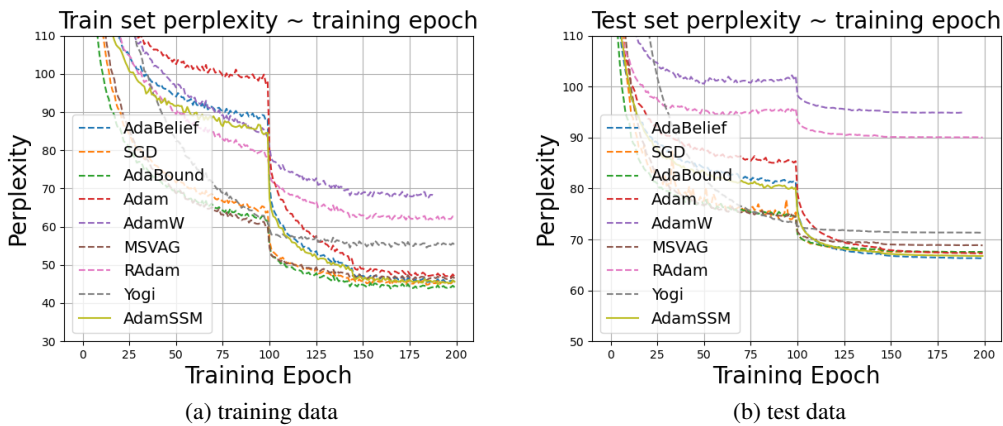 Train set perplexity ~ training epoch
110
100
90
80
70
60
50
40
30
Perplexity
AdaBelief
SGD
AdaBound
Adam
AdamW
MSVAG
RAdam
Yogi
AdamSSM
0 25 50 75 100 125 150 175 200
Training Epoch
(a) training data
Test set perplexity ~ training epoch
110
100
90
80
70
60
50
Perplexity
AdaBelief
SGD
AdaBound
Adam
AdamW
MSVAG
RAdam
Yogi
AdamSSM
0 25 50 75 100 125 150 175 200
Training Epoch
(b) test data